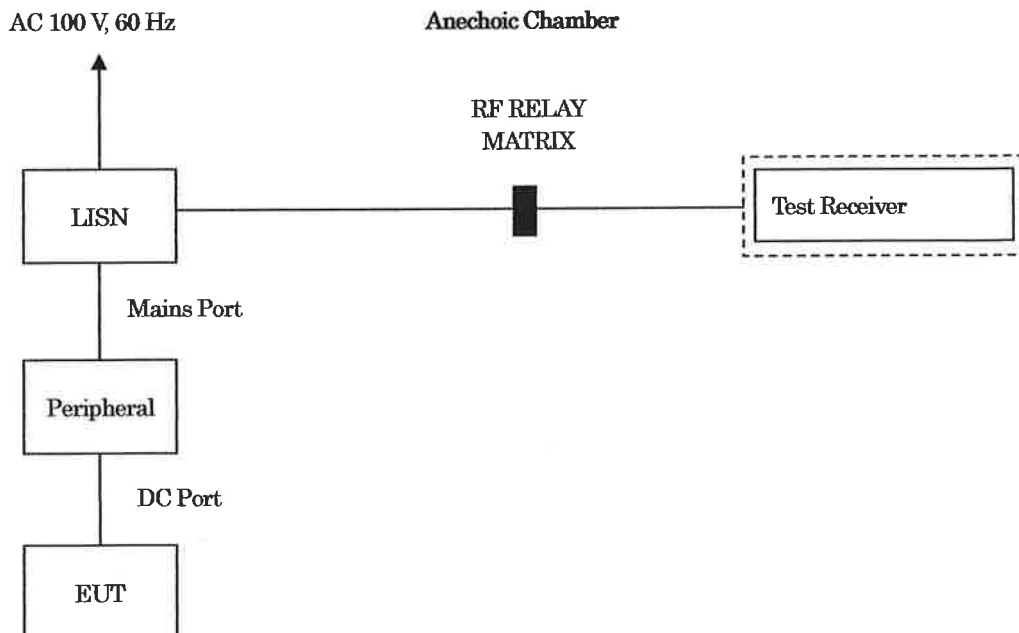 AC 100 V, 60 Hz
Anechoic Chamber
RF RELAY
MATRIX
LISN
Test Receiver
Mains Port
Peripheral
DC Port
EUT